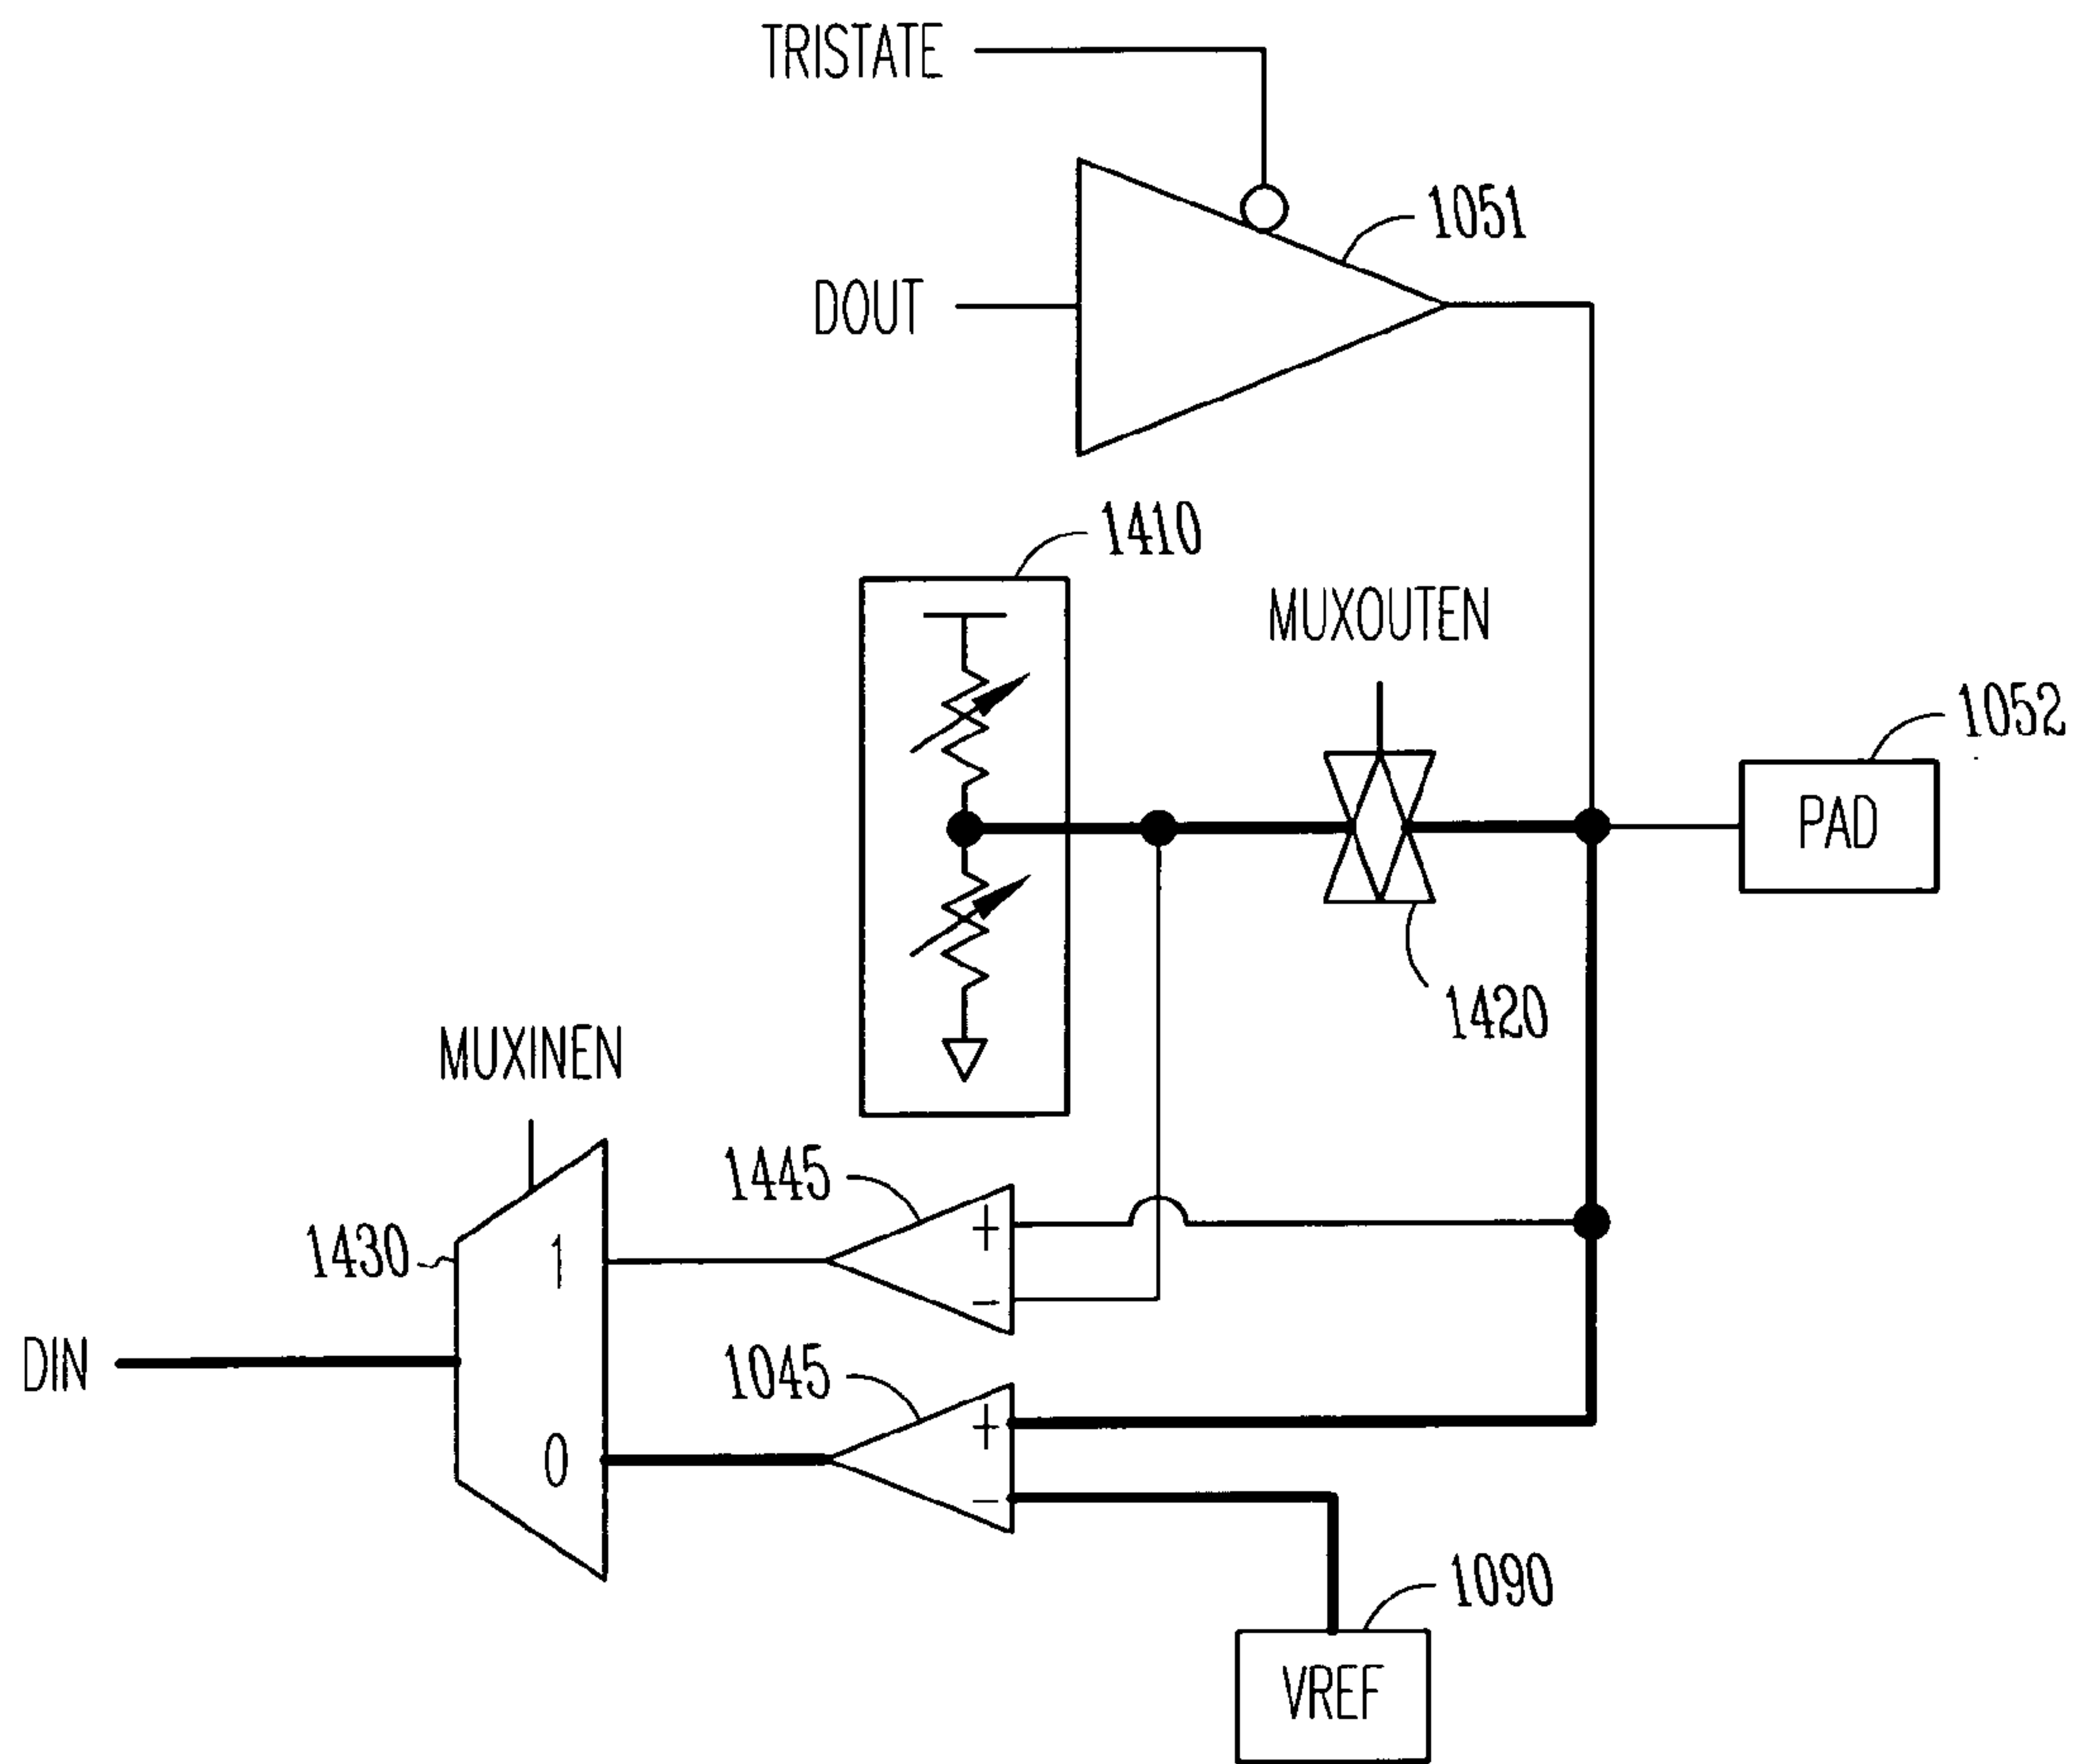 TRISTATE
1051
DOUT
1410
MUXOUTEN
1052
PAD
1420
MUXINEN
1445
+
1430
1
−
DIN
1045
+
0
−
1090
VREF